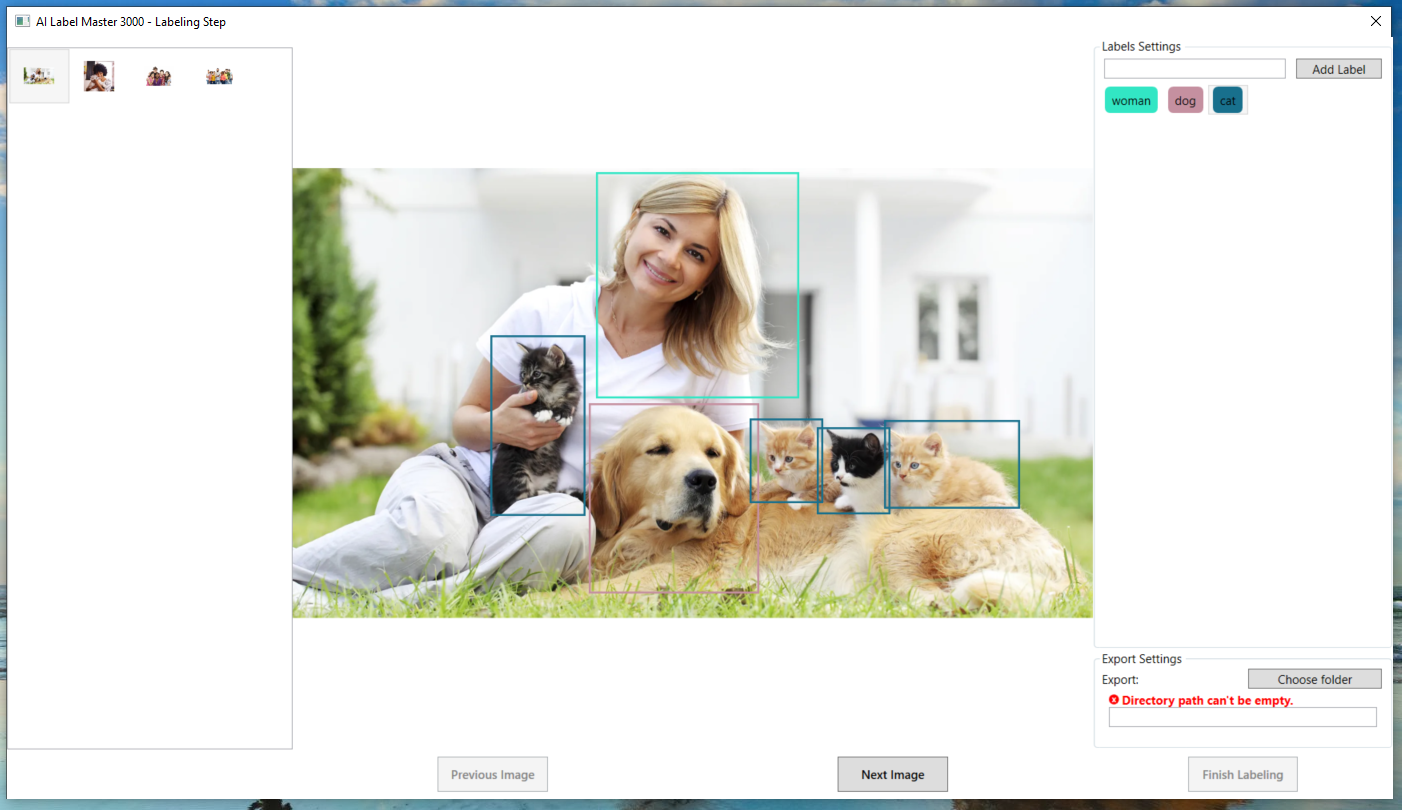 AI Label Master 3000 - Labeling Step
Labels Settings
Add Label
woman dog cat
Export Settings
Export: Choose folder
Directory path can't be empty.
Previous Image Next Image Finish Labeling